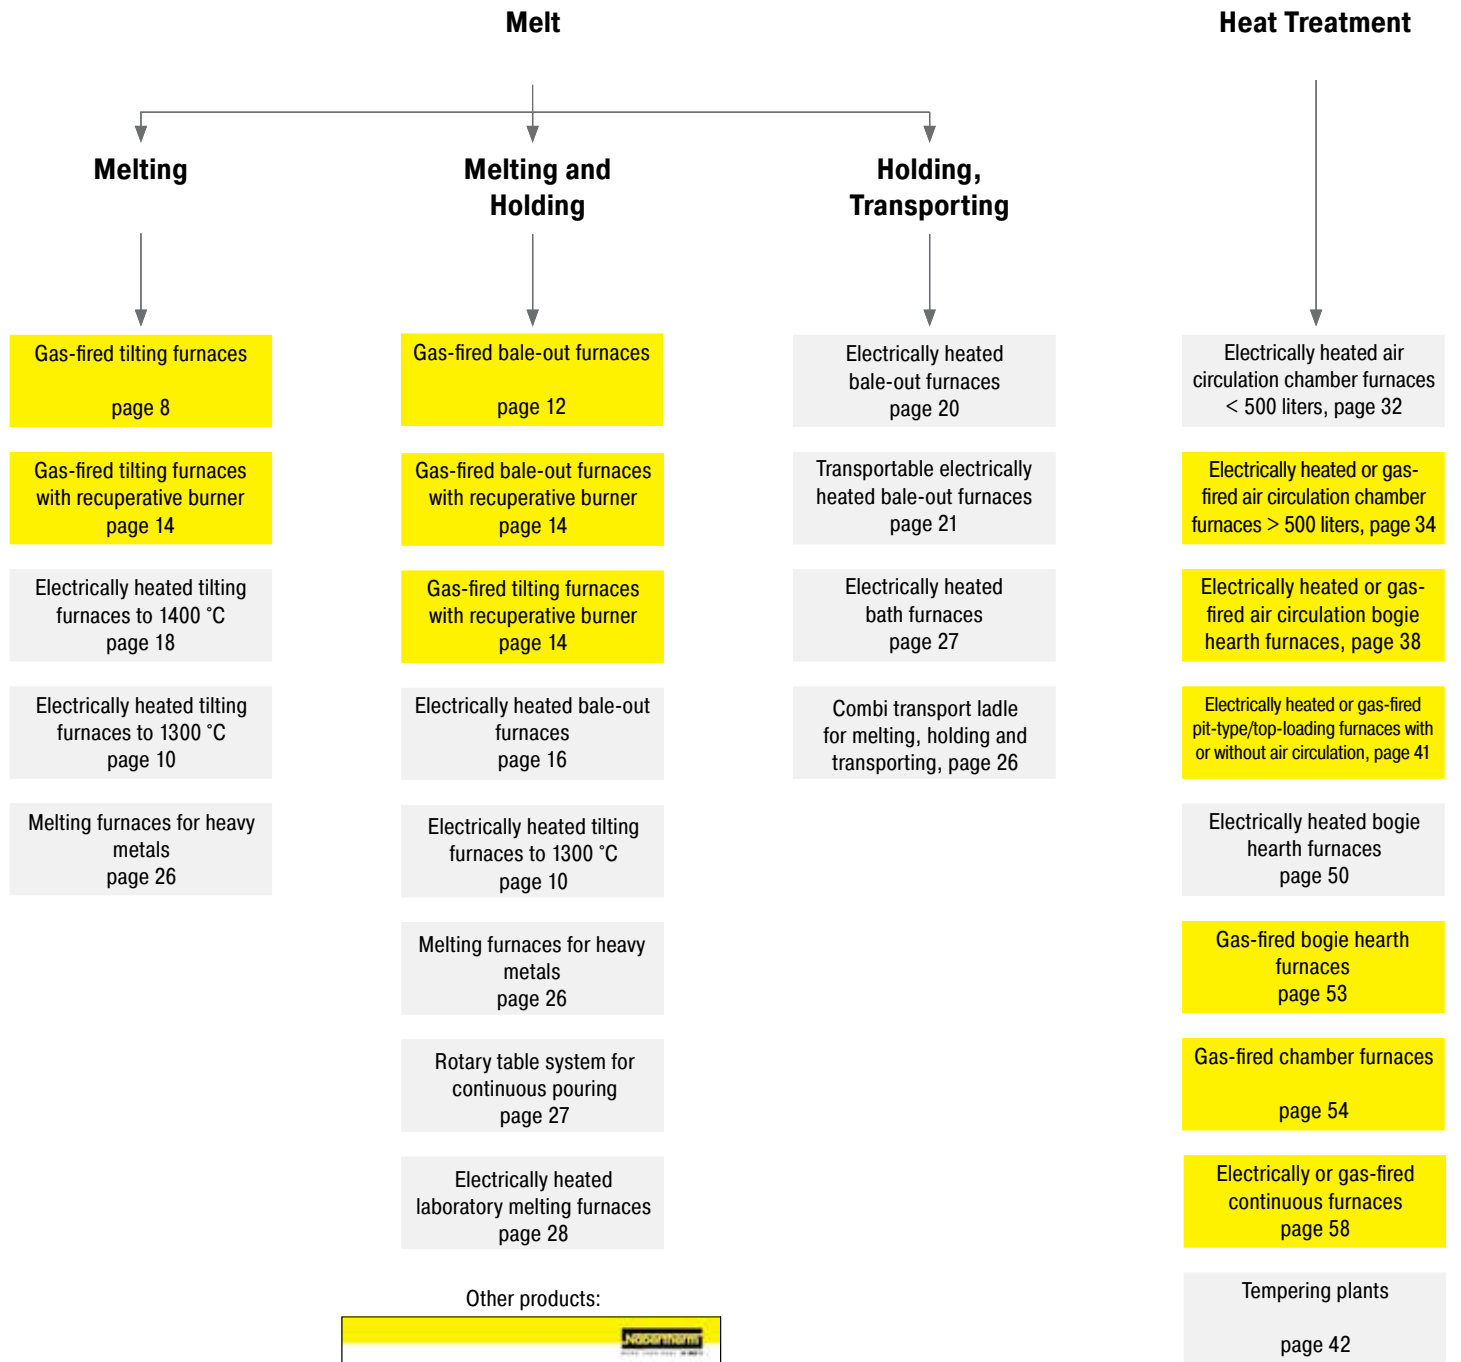 Melt
Heat Treatment
Melting
Melting and
Holding
Holding,
Transporting
Gas-fired tilting furnaces
page 8
Gas-fired tilting furnaces
with recuperative burner
page 14
Electrically heated tilting
furnaces to 1400 °C
page 18
Electrically heated tilting
furnaces to 1300 °C
page 10
Melting furnaces for heavy
metals
page 26
Gas-fired bale-out furnaces
page 12
Gas-fired bale-out furnaces
with recuperative burner
page 14
Gas-fired tilting furnaces
with recuperative burner
page 14
Electrically heated bale-out
furnaces
page 16
Electrically heated tilting
furnaces to 1300 °C
page 10
Melting furnaces for heavy
metals
page 26
Rotary table system for
continuous pouring
page 27
Electrically heated
laboratory melting furnaces
page 28
Other products:
Nabertherm
Electrically heated
bale-out furnaces
page 20
Transportable electrically
heated bale-out furnaces
page 21
Electrically heated
bath furnaces
page 27
Combi transport ladle
for melting, holding and
transporting, page 26
Electrically heated air
circulation chamber furnaces
< 500 liters, page 32
Electrically heated or gas-
fired air circulation chamber
furnaces > 500 liters, page 34
Electrically heated or gas-
fired air circulation bogie
hearth furnaces, page 38
Electrically heated or gas-fired
pit-type/top-loading furnaces with
or without air circulation, page 41
Electrically heated bogie
hearth furnaces
page 50
Gas-fired bogie hearth
furnaces
page 53
Gas-fired chamber furnaces
page 54
Electrically or gas-fired
continuous furnaces
page 58
Tempering plants
page 42